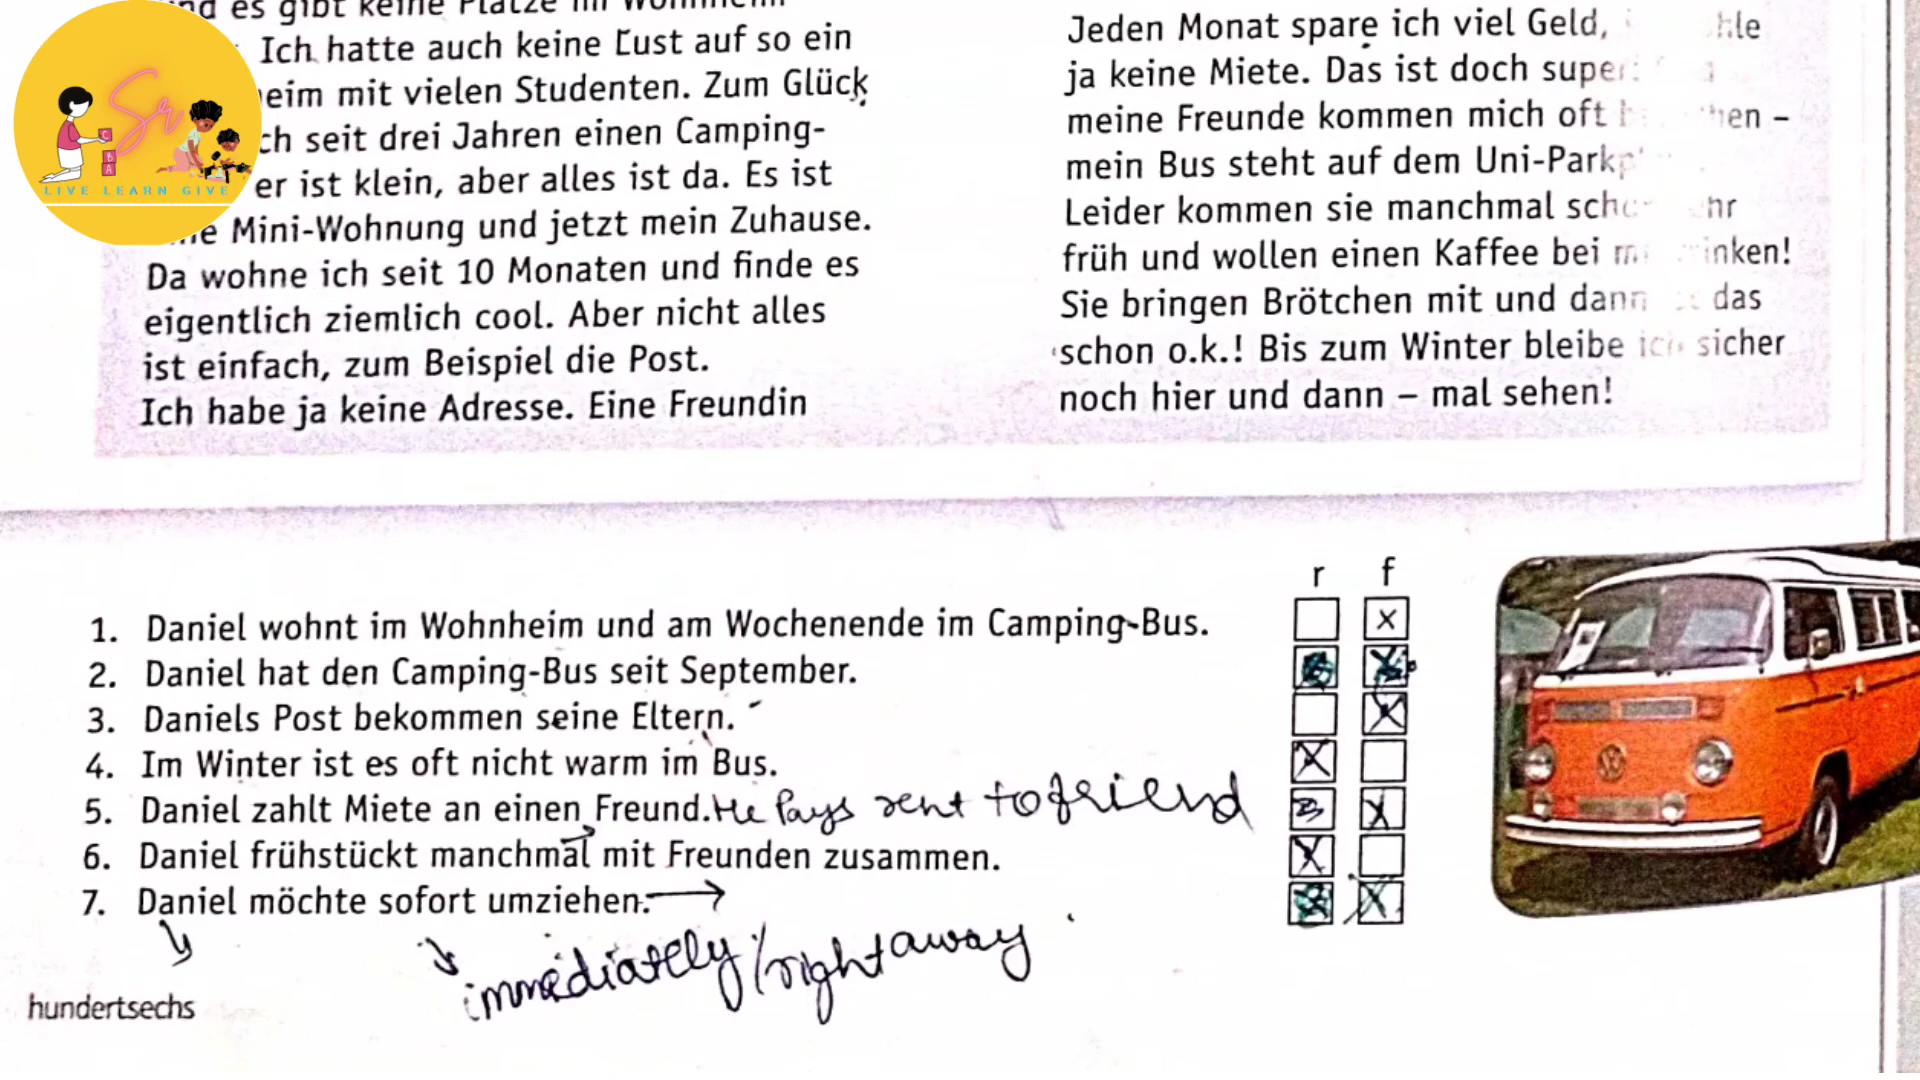 es gibt keine Plätze im Wohnheim
Ich hatte auch keine Lust auf so ein
mit vielen Studenten. Zum Glück
seit drei Jahren einen Camping-
er ist klein, aber alles ist da. Es ist
Mini-Wohnung und jetzt mein Zuhause.
Da wohne ich seit 10 Monaten und finde es
eigentlich ziemlich cool. Aber nicht alles
ist einfach, zum Beispiel die Post.
Ich habe ja keine Adresse. Eine Freundin
Jeden Monat spare ich viel Geld,
ja keine Miete. Das ist doch super!
meine Freunde kommen mich oft
mein Bus steht auf dem
Leider kommen sie manchmal
früh und wollen einen Kaffee bei
Sie bringen Brötchen mit und dann das
schon o.k.! Bis zum Winter bleibe ich sicher
noch hier und dann – mal sehen!
Sr
C
B
A
LIVE LEARN GIVE
r f
1. Daniel wohnt im Wohnheim und am Wochenende im Camping-Bus.
2. Daniel hat den Camping-Bus seit September.
3. Daniels Post bekommen seine Eltern.
4. Im Winter ist es oft nicht warm im Bus.
5. Daniel zahlt Miete an einen Freund. He Pays rent to friend
6. Daniel frühstückt manchmal mit Freunden zusammen.
7. Daniel möchte sofort umziehen.
immediately/right away
hundertsechs